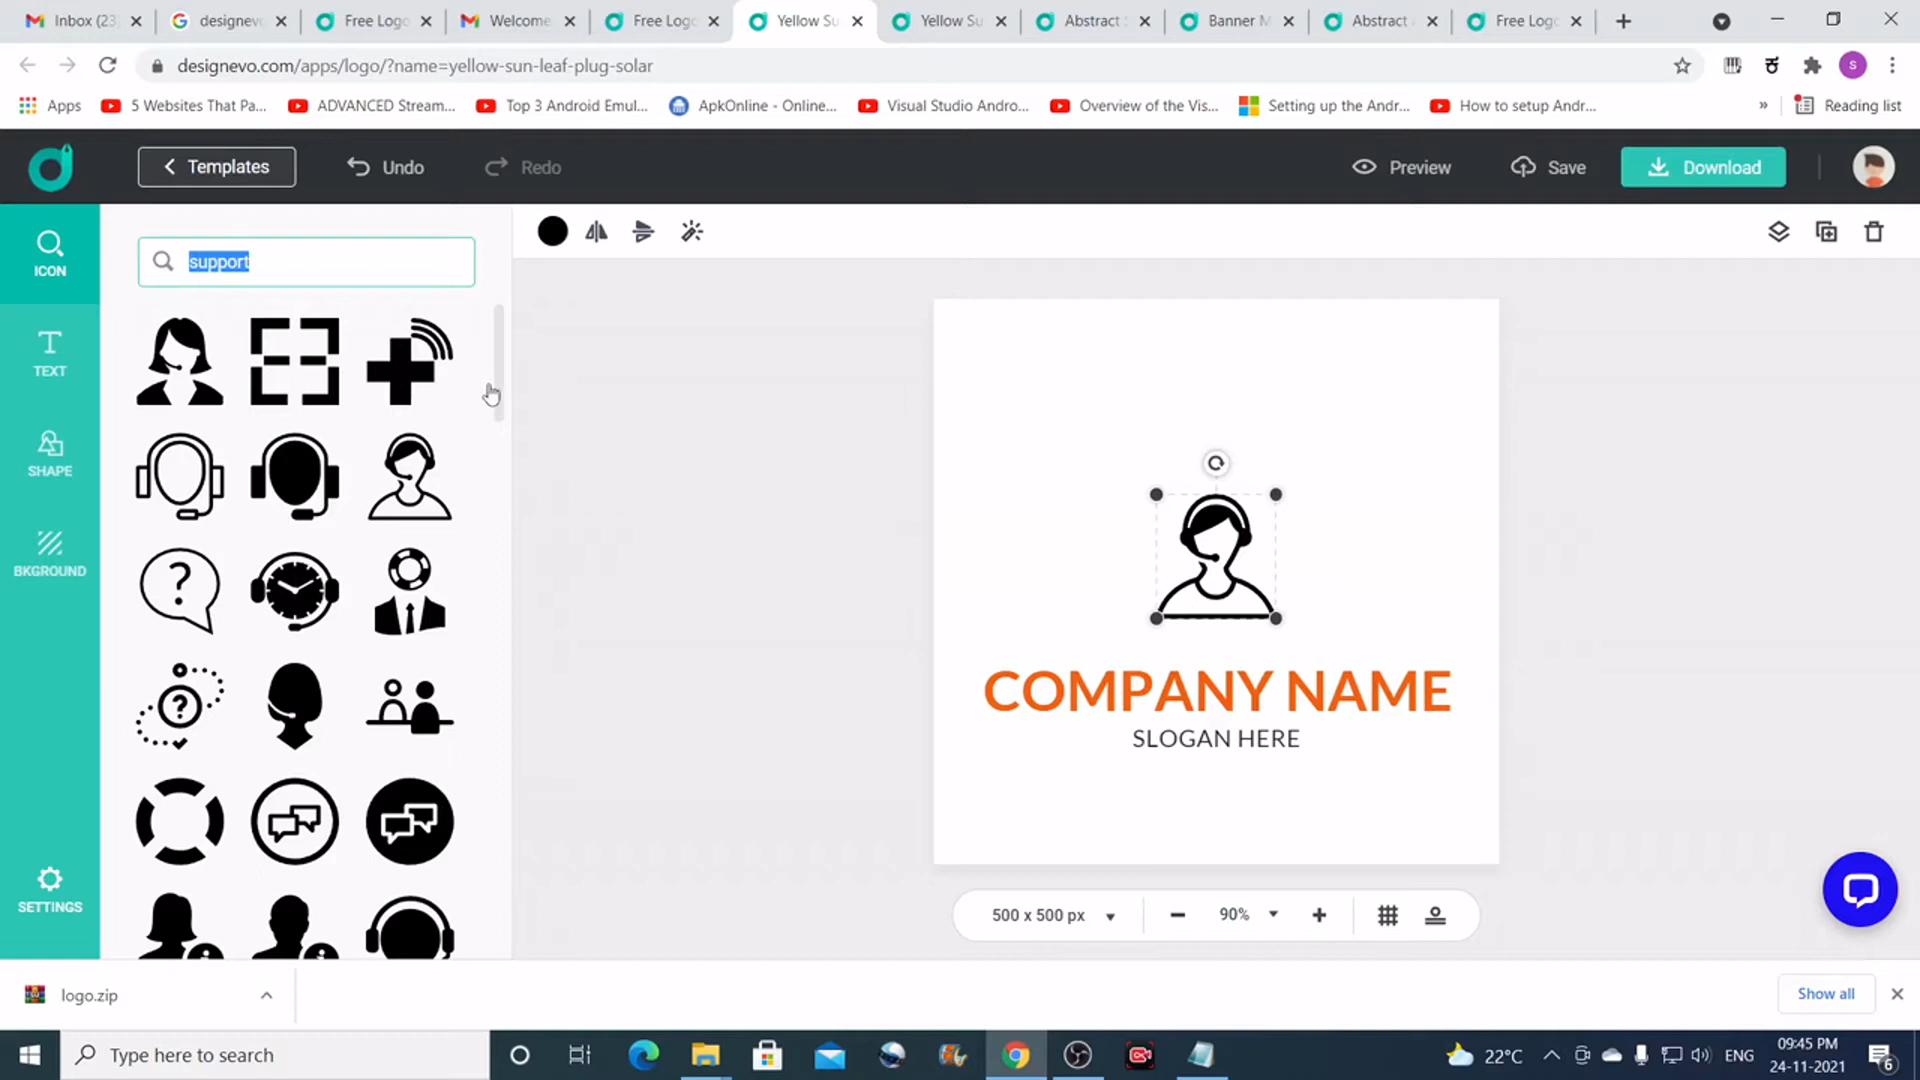 Inbox (23)
designevo
Free Logo
Welcome
Free Logo
Yellow Su
Yellow Su
Abstract S
Banner M
Abstract
Free Logo
designevo.com/apps/logo/?name=yellow-sun-leaf-plug-solar
S
Apps
5 Websites That Pa...
ADVANCED Stream...
Top 3 Android Emul...
ApkOnline - Online...
Visual Studio Andro...
Overview of the Vis...
Setting up the Andr...
How to setup Andr...
»
Reading list
Templates
Undo
Redo
Preview
Save
Download
ICON
support
TEXT
SHAPE
BKGROUND
SETTINGS
COMPANY NAME
SLOGAN HERE
500 x 500 px
90%
logo.zip
Show all
Type here to search
22°C
ENG
09:45 PM
24-11-2021
6